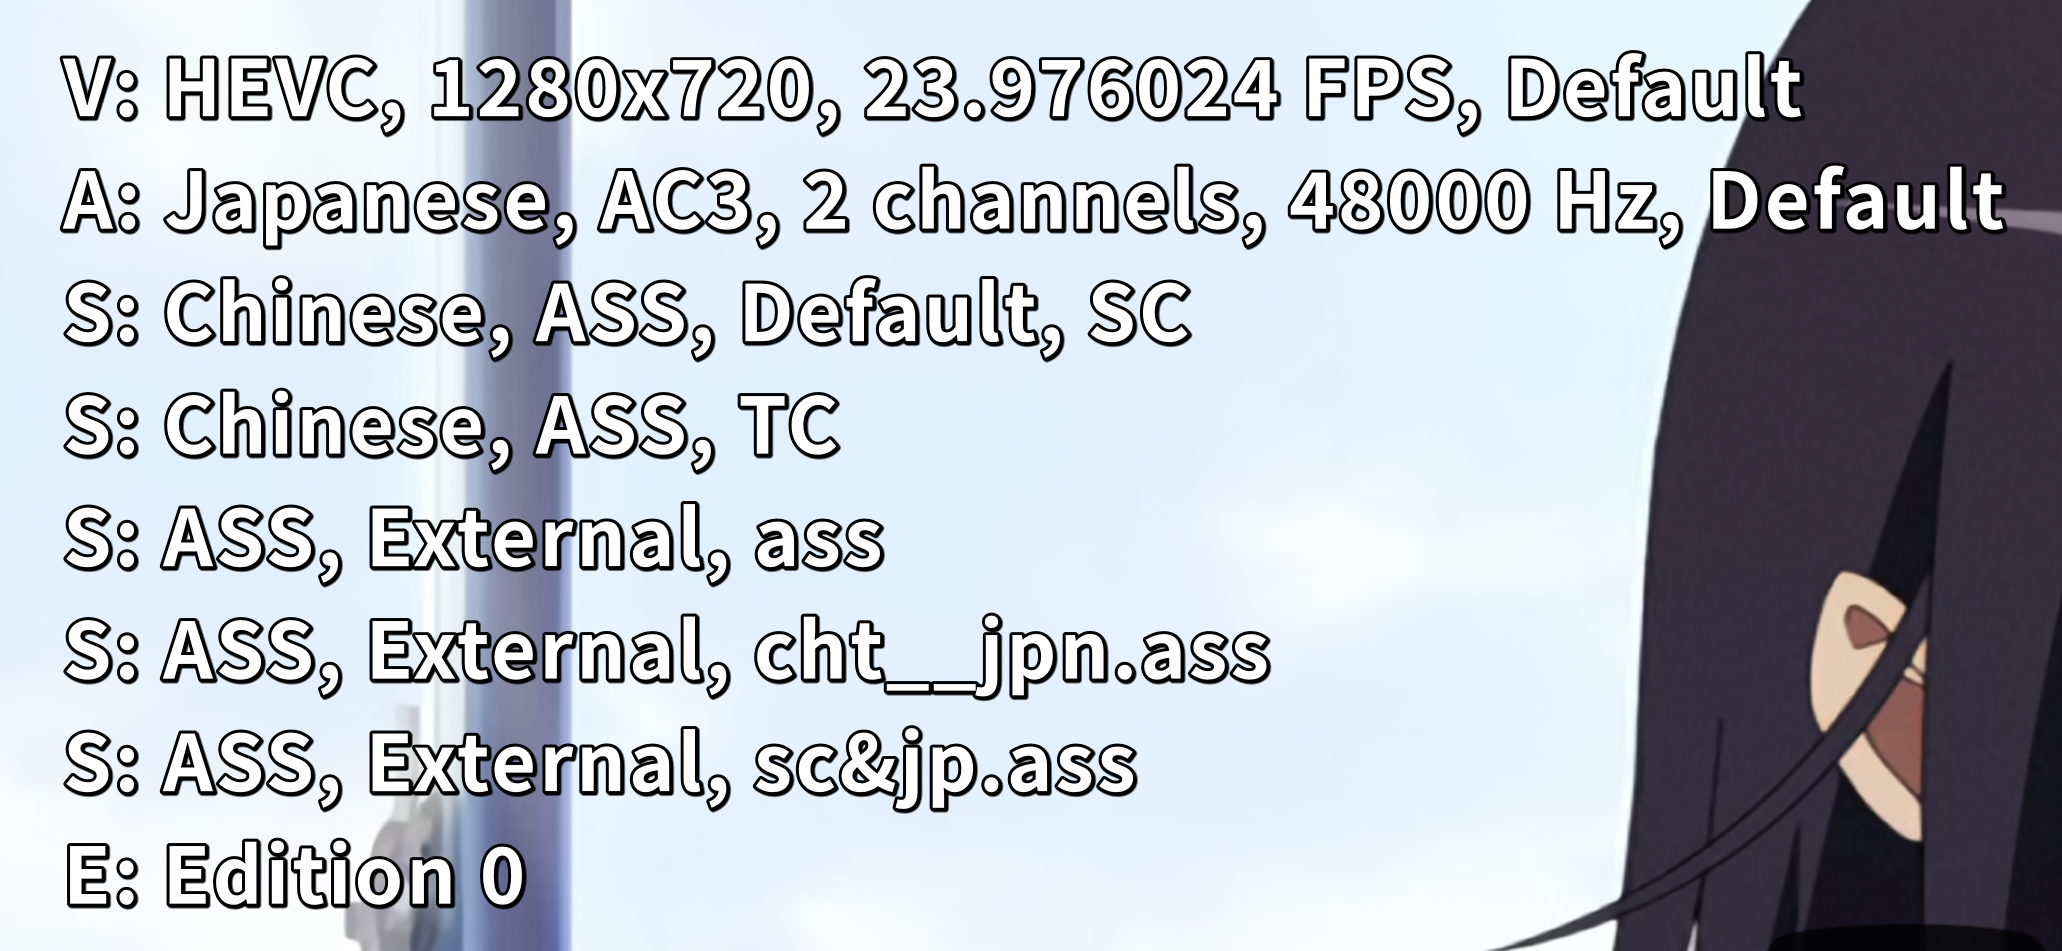 V: HEVC, 1280x720, 23.976024 FPS, Default
A: Japanese, AC3, 2 channels, 48000 Hz, Default
S: Chinese, ASS, Default, SC
S: Chinese, ASS, TC
S: ASS, External, ass
S: ASS, External, cht__jpn.ass
S: ASS, External, sc&jp.ass
E: Edition 0